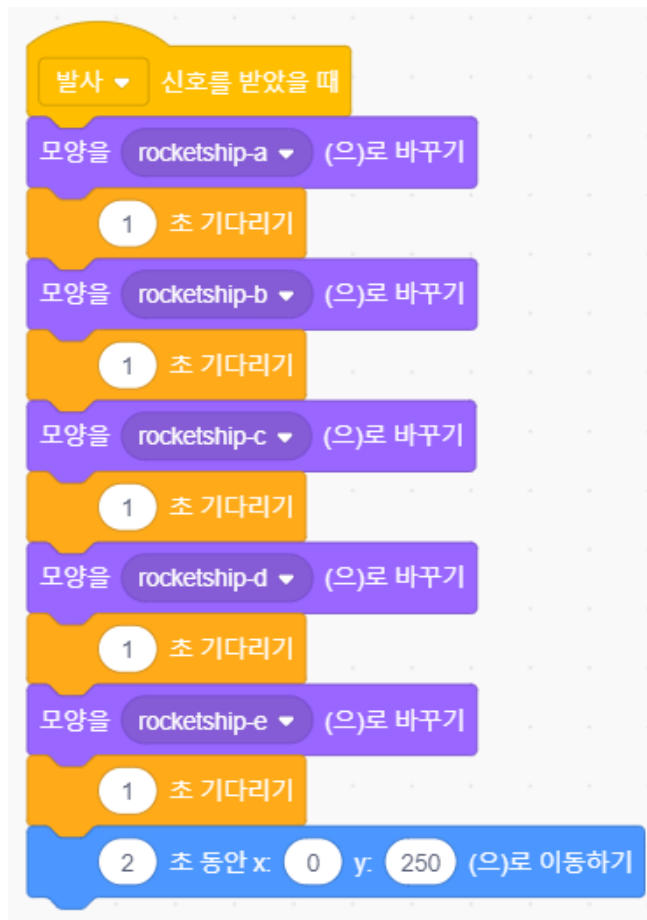 발사 신호를 받았을 때
모양을 rocketship-a (으)로 바꾸기
1 초 기다리기
모양을 rocketship-b (으)로 바꾸기
1 초 기다리기
모양을 rocketship-c (으)로 바꾸기
1 초 기다리기
모양을 rocketship-d (으)로 바꾸기
1 초 기다리기
모양을 rocketship-e (으)로 바꾸기
1 초 기다리기
2 초 동안 x: 0 y: 250 (으)로 이동하기